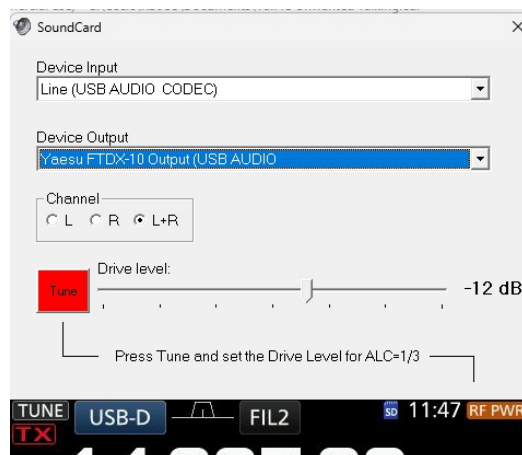 SoundCard
Device Input
Line (USB AUDIO CODEC)
Device Output
Yaesu FTDX-10 Output (USB AUDIO
Channel
L R L+R
Drive level:
Tune
-12 dB
Press Tune and set the Drive Level for ALC=1/3
TUNE USB-D FIL2 SD 11:47 RF PWR
TX